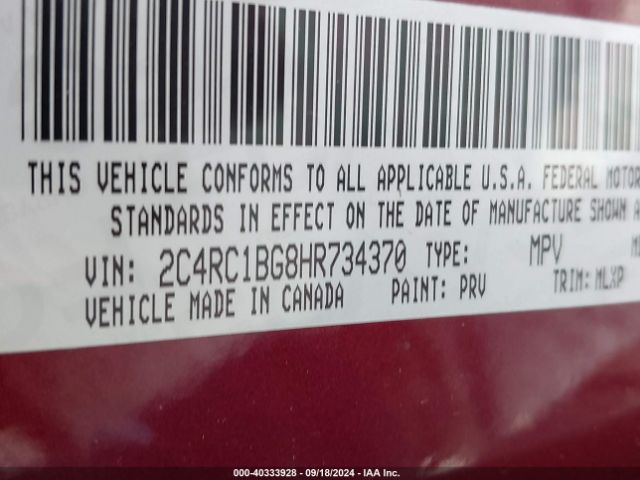 THIS VEHICLE CONFORMS TO ALL APPLICABLE U.S.A. FEDERAL MOTOR
STANDARDS IN EFFECT ON THE DATE OF MANUFACTURE SHOWN
VIN: 2C4RC1BG8HR734370 TYPE: MPV
VEHICLE MADE IN CANADA PAINT: PRV TRIM: MLXP
000-40333928 - 09/18/2024 - IAA Inc.